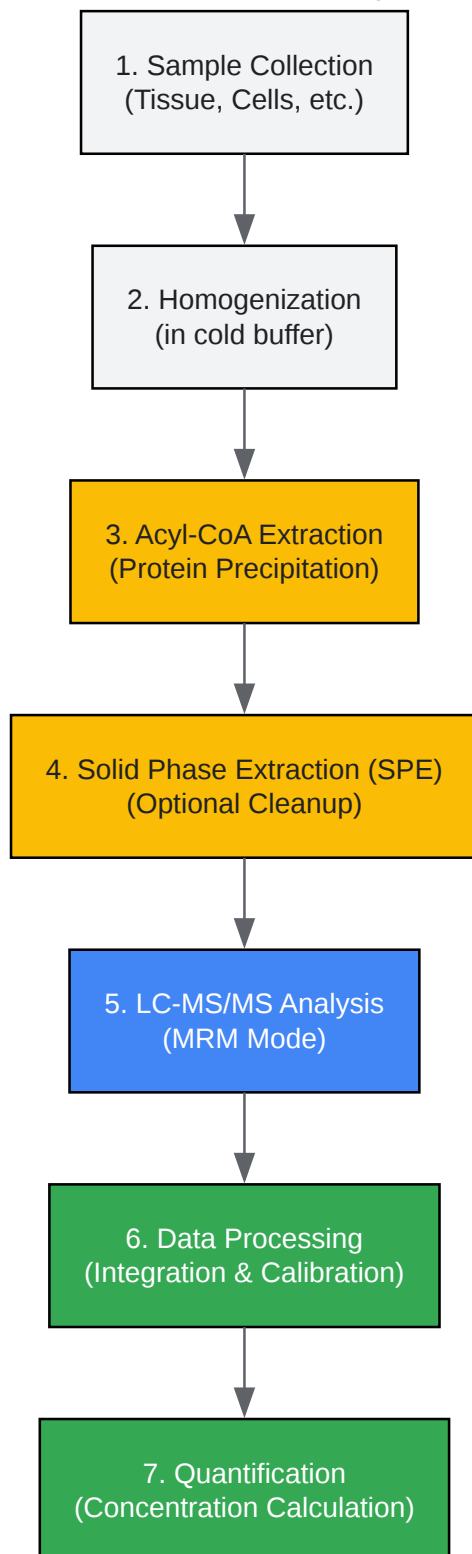 1. Sample Collection
(Tissue, Cells, etc.)
2. Homogenization
(in cold buffer)
3. Acyl-CoA Extraction
(Protein Precipitation)
4. Solid Phase Extraction (SPE)
(Optional Cleanup)
5. LC-MS/MS Analysis
(MRM Mode)
6. Data Processing
(Integration & Calibration)
7. Quantification
(Concentration Calculation)